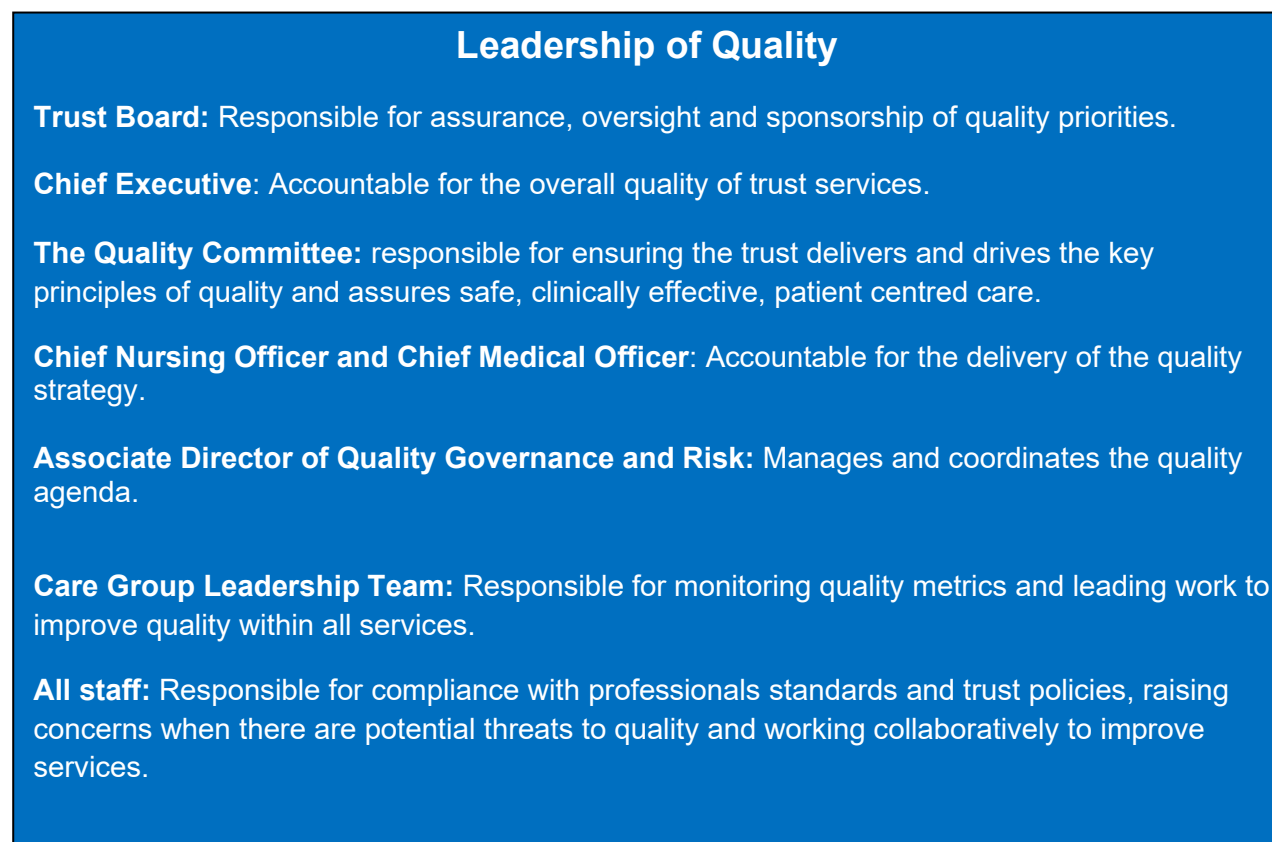 Leadership of Quality
Trust Board: Responsible for assurance, oversight and sponsorship of quality priorities.
Chief Executive: Accountable for the overall quality of trust services.
The Quality Committee: responsible for ensuring the trust delivers and drives the key
principles of quality and assures safe, clinically effective, patient centred care.
Chief Nursing Officer and Chief Medical Officer: Accountable for the delivery of the quality
strategy.
Associate Director of Quality Governance and Risk: Manages and coordinates the quality
agenda.
Care Group Leadership Team: Responsible for monitoring quality metrics and leading work to
improve quality within all services.
All staff: Responsible for compliance with professionals standards and trust policies, raising
concerns when there are potential threats to quality and working collaboratively to improve
services.